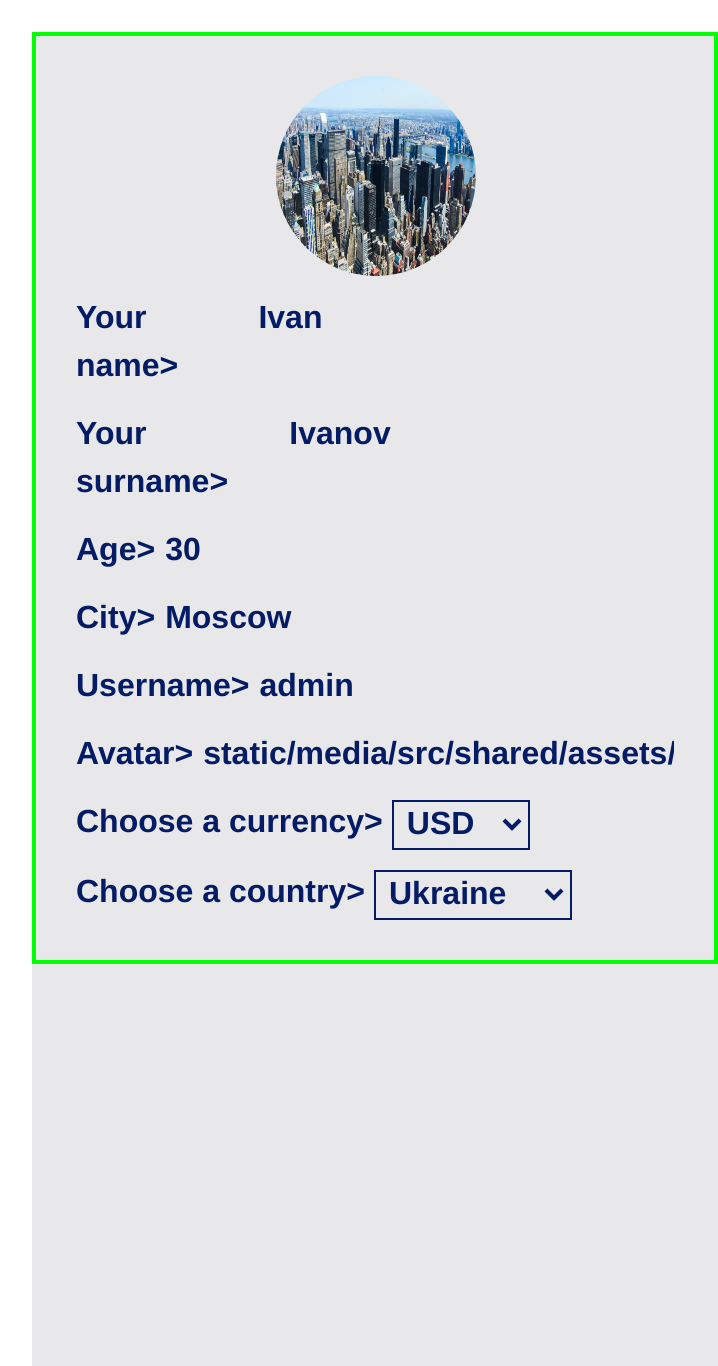 Your Ivan
name>
Your Ivanov
surname>
Age> 30
City> Moscow
Username> admin
Avatar> static/media/src/shared/assets/
Choose a currency> USD
Choose a country> Ukraine